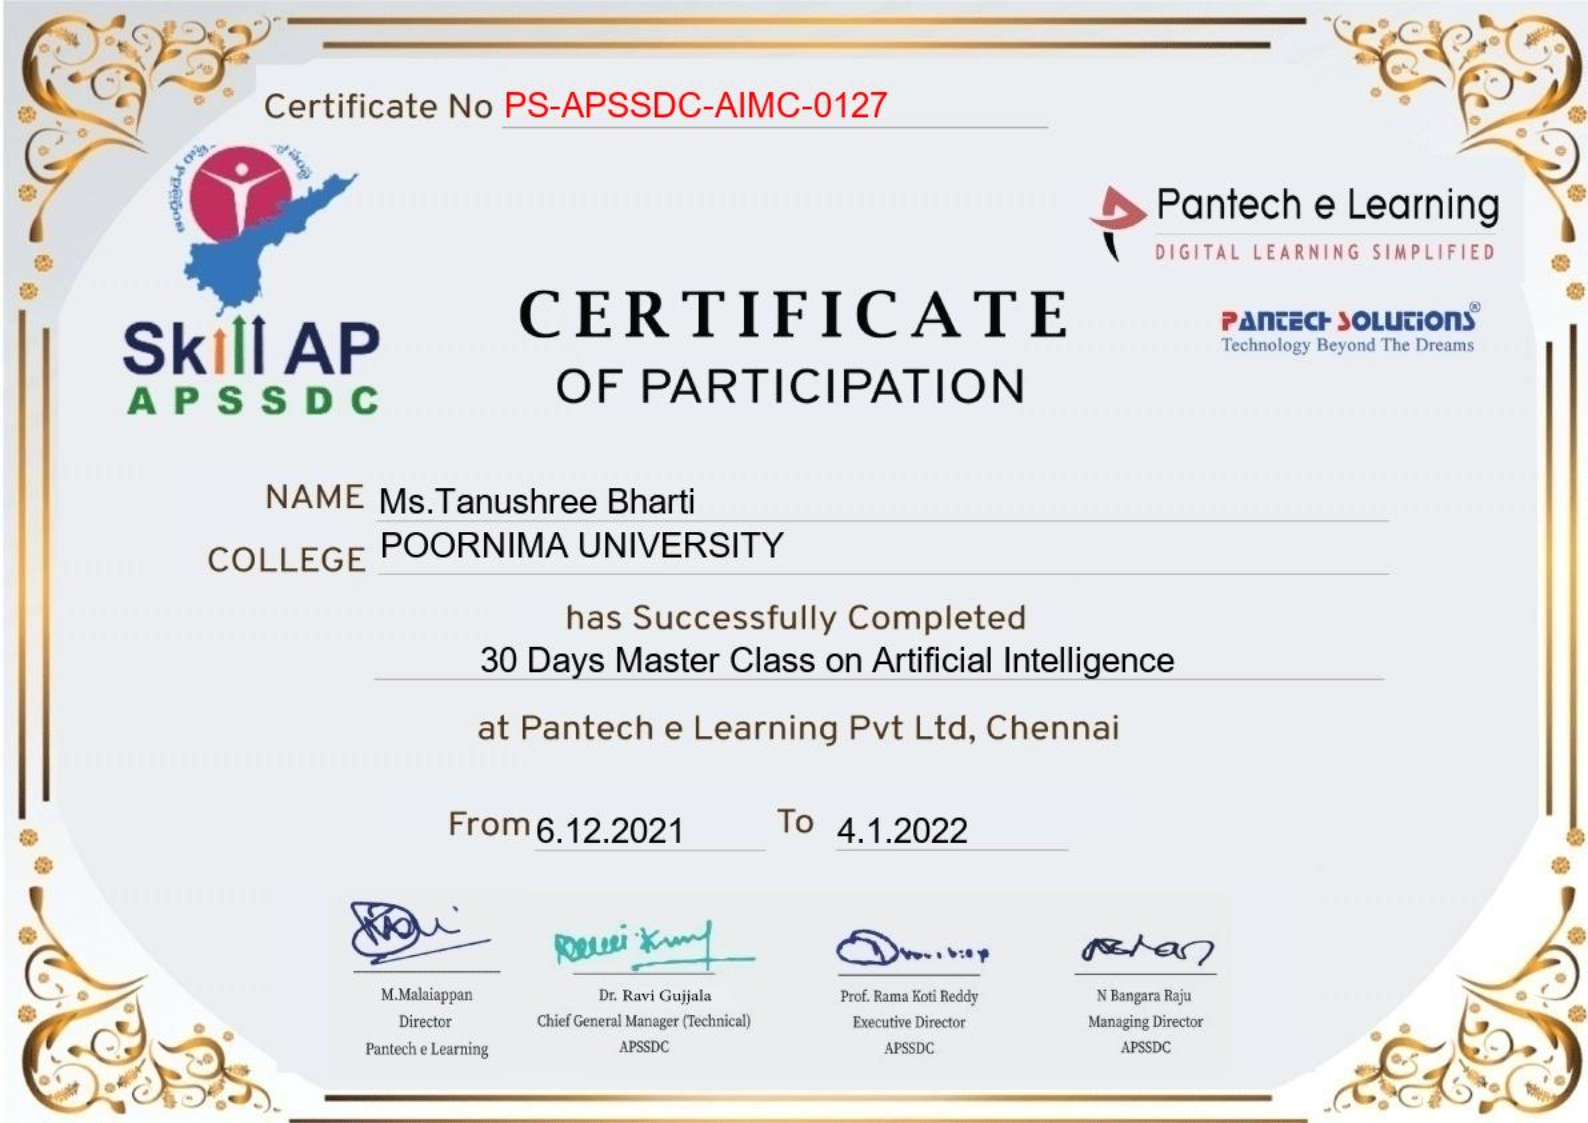 Certificate No PS-APSSDC-AIMC-0127
Skill AP
APSSDC
Pantech e Learning
DIGITAL LEARNING SIMPLIFIED
PANTECH SOLUTIONS®
Technology Beyond The Dreams
CERTIFICATE
OF PARTICIPATION
NAME Ms.Tanushree Bharti
COLLEGE POORNIMA UNIVERSITY
has Successfully Completed
30 Days Master Class on Artificial Intelligence
at Pantech e Learning Pvt Ltd, Chennai
From 6.12.2021 To 4.1.2022
M.Malaiappan
Director
Pantech e Learning
Dr. Ravi Gujjala
Chief General Manager (Technical)
APSSDC
Prof. Rama Koti Reddy
Executive Director
APSSDC
N Bangara Raju
Managing Director
APSSDC